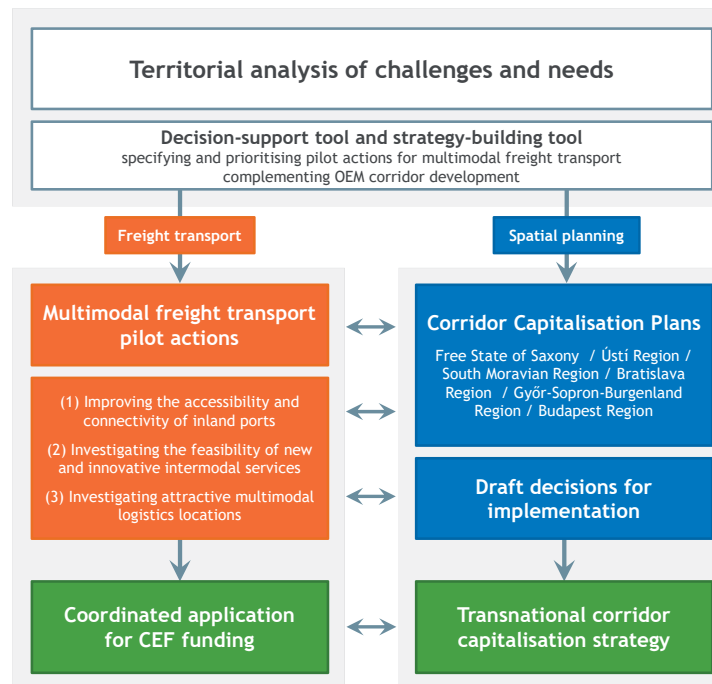 Territorial analysis of challenges and needs
Decision-support tool and strategy-building tool
specifying and prioritising pilot actions for multimodal freight transport
complementing OEM corridor development
Freight transport
Spatial planning
Multimodal freight transport
pilot actions
(1) Improving the accessibility and
connectivity of inland ports
(2) Investigating the feasibility of new
and innovative intermodal services
(3) Investigating attractive multimodal
logistics locations
Coordinated application
for CEF funding
Corridor Capitalisation Plans
Free State of Saxony / Ústí Region /
South Moravian Region / Bratislava
Region / Győr-Sopron-Burgenland
Region / Budapest Region
Draft decisions for
implementation
Transnational corridor
capitalisation strategy